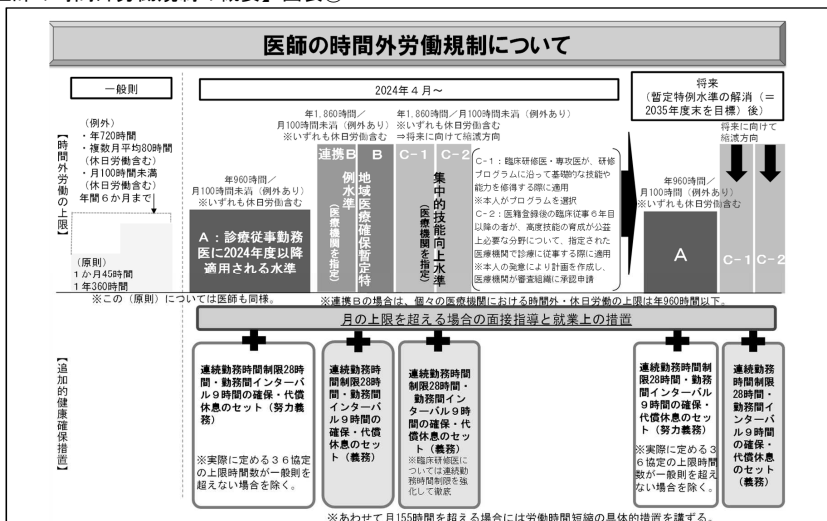 医師の時間外労働規制について
一般則
(例外)
・年720時間
・複数月平均80時間
(休日労働含む)
・月100時間未満
(休日労働含む)
年間6か月まで
【時間外労働の上限】
(原則)
1か月45時間
1年360時間
※この(原則)については医師も同様。
2024年4月~
年960時間/
月100時間未満(例外あり)
※いずれも休日労働含む
A:診療従事勤務
医に2024年度以降
適用される水準
年1,860時間/
月100時間未満(例外あり)
※いずれも休日労働含む
連携B
B
地域医療確保暫定特
例水準
(医療機関を指定)
年1,860時間/月100時間未満(例外あり)
※いずれも休日労働含む
⇒将来に向けて縮減方向
C-1
C-2
集中的技能向上水準
(医療機関を指定)
C-1:臨床研修医・専攻医が、研修
プログラムに沿って基礎的な技能や
能力を修得する際に適用
※本人がプログラムを選択
C-2:医籍登録後の臨床従事6年目
以降の者が、高度技能の育成が公益
上必要な分野について、指定された
医療機関で診療に従事する際に適用
※本人の発意により計画を作成し、
医療機関が審査組織に承認申請
※連携Bの場合は、個々の医療機関における時間外・休日労働の上限は年960時間以下。
将来
(暫定特例水準の解消(=
2035年度末を目標)後)
将来に向けて
縮減方向
年960時間/
月100時間(例外あり)
※いずれも休日労働含む
A
C-1
C-2
月の上限を超える場合の面接指導と就業上の措置
【追加的健康確保措置】
連続勤務時間制限28時
間・勤務間インターバ
ル9時間の確保・代償
休息のセット(努力義
務)
※実際に定める36協定
の上限時間数が一般則を
超えない場合を除く。
連続勤務時
間制限28時
間・勤務間イ
ンターバル
9時間の確
保・代償休
息のセット
(義務)
連続勤務時間
制限28時間・
勤務間イン
ターバル9時
間の確保・代
償休息のセッ
ト(義務)
※臨床研修医に
ついては連続勤
務時間制限を強
化して徹底
連続勤務時間制
限28時間・勤務
間インターバル
9時間の確保・代
償休息のセット
(努力義務)
※実際に定める3
6協定の上限時間
数が一般則を超え
ない場合を除く。
連続勤務
時間制限2
8時間・勤
務間イン
ターバル9
時間の確
保・代償休
息のセット
(義務)
※あわせて月155時間を超える場合には労働時間短縮の具体的措置を講ずる。